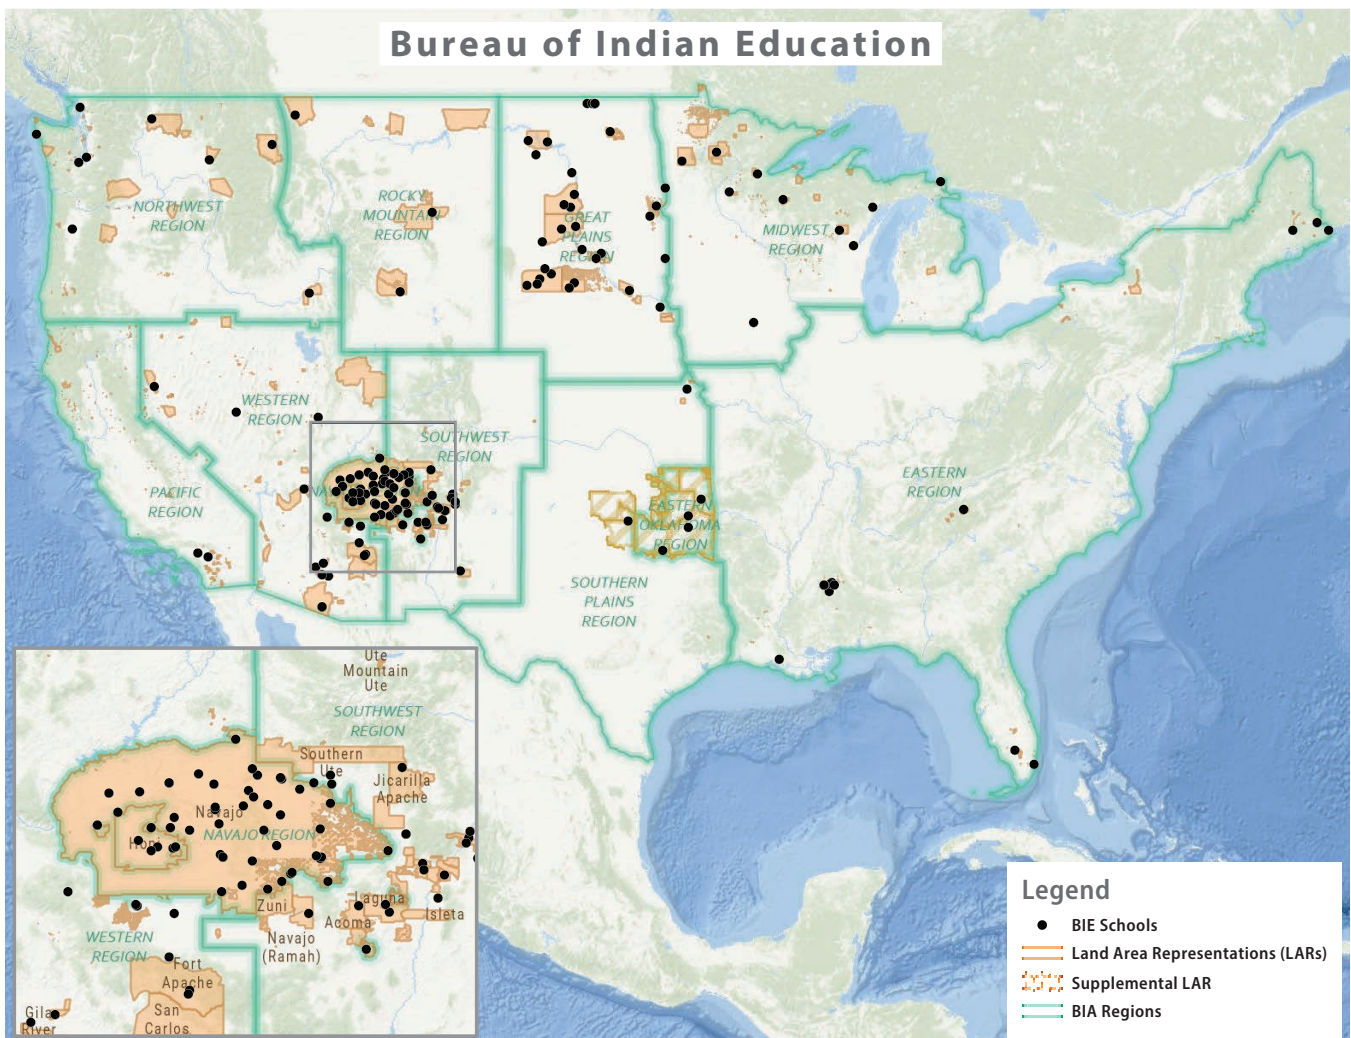 Bureau of Indian Education
NORTHWEST
REGION
ROCKY
MOUNTAIN
REGION
GREAT
PLAINS
REGION
MIDWEST
REGION
WESTERN
REGION
SOUTHWEST
REGION
PACIFIC
REGION
EASTERN
REGION
EASTERN
OKLAHOMA
REGION
SOUTHERN
PLAINS
REGION
Ute
Mountain
Ute
SOUTHWEST
REGION
Southern
Ute
Jicarilla
Apache
Navajo
NAVAJO REGION
Hopi
Zuni
Laguna
Isleta
Acoma
Navajo
(Ramah)
WESTERN
REGION
Fort
Apache
San
Carlos
Gila
River
Legend
BIE Schools
Land Area Representations (LARs)
Supplemental LAR
BIA Regions